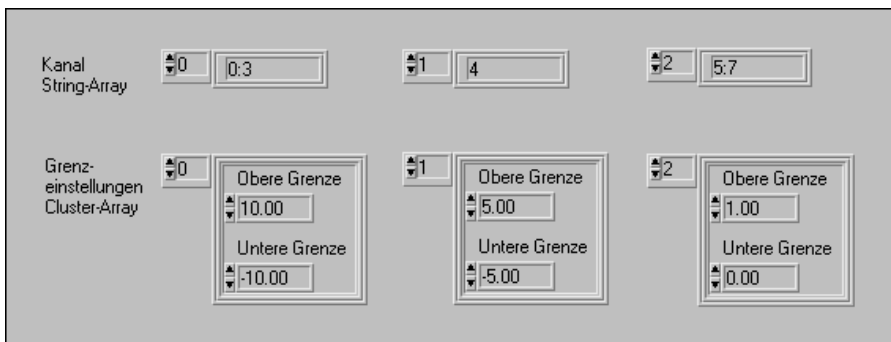 Kanal
String-Array
0 0:3 1 4 2 5:7
Grenz-
einstellungen
Cluster-Array
0 Obere Grenze 1 Obere Grenze 2 Obere Grenze
10.00 5.00 1.00
Untere Grenze Untere Grenze Untere Grenze
-10.00 -5.00 0.00